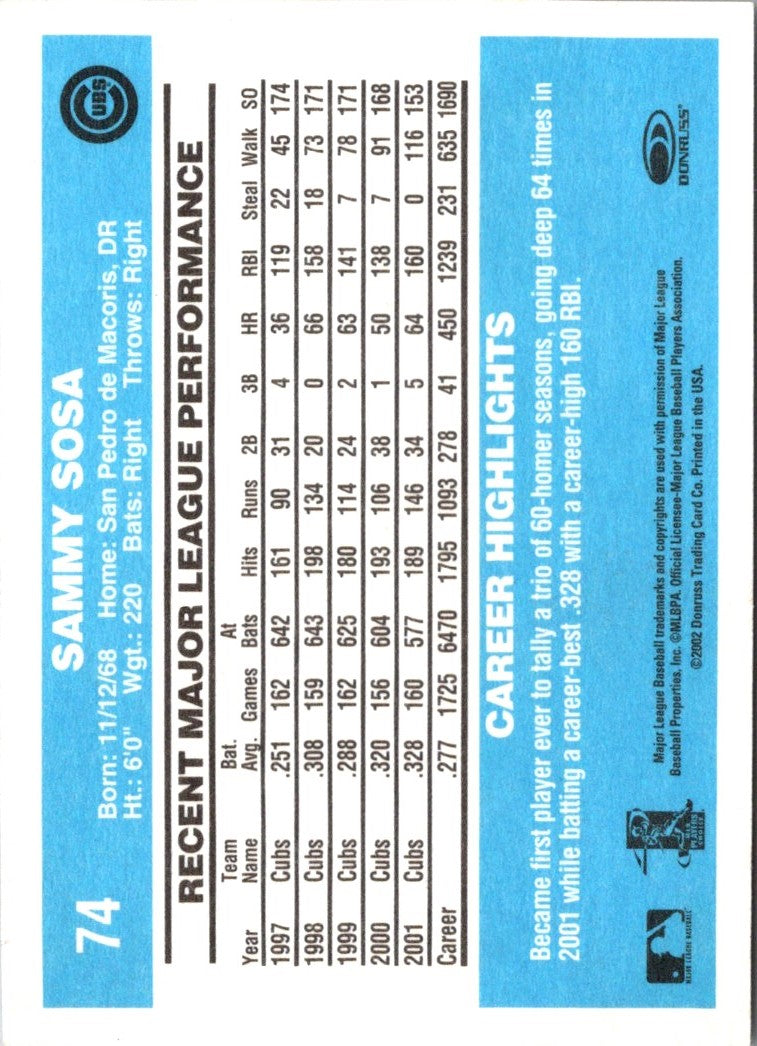 74
SAMMY SOSA
CUBS
Born: 11/12/68 Home: San Pedro de Macoris, DR
Ht.: 6'0" Wgt.: 220 Bats: Right Throws: Right
RECENT MAJOR LEAGUE PERFORMANCE
Team Bat. At
Year Name Avg. Games Bats Hits Runs 2B 3B HR RBI Steal Walk SO
1997 Cubs .251 162 642 161 90 31 4 36 119 22 45 174
1998 Cubs .308 159 643 198 134 20 0 66 158 18 73 171
1999 Cubs .288 162 625 180 114 24 2 63 141 7 78 171
2000 Cubs .320 156 604 193 106 38 1 50 138 7 91 168
2001 Cubs .328 160 577 189 146 34 5 64 160 0 116 153
Career .277 1725 6470 1795 1093 278 41 450 1239 231 635 1690
CAREER HIGHLIGHTS
Became first player ever to tally a trio of 60-homer seasons, going deep 64 times in
2001 while batting a career-best .328 with a career-high 160 RBI.
MAJOR LEAGUE BASEBALL
PLAYERS
CHOICE
Major League Baseball trademarks and copyrights are used with permission of Major League
Baseball Properties, Inc. ©MLBPA. Official Licensee-Major League Baseball Players Association.
©2002 Donruss Trading Card Co. Printed in the USA.
DONRUSS